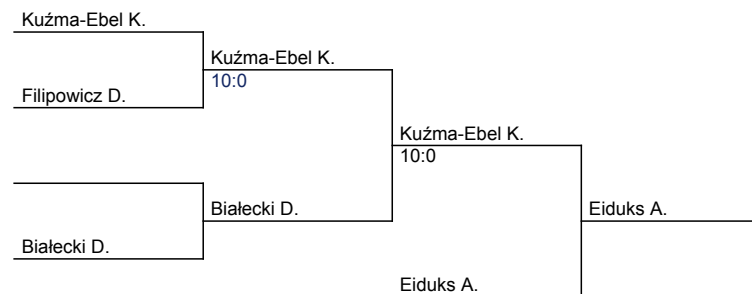 Kuźma-Ebel K.
Kuźma-Ebel K.
10:0
Filipowicz D.
Kuźma-Ebel K.
10:0
Białecki D.
Eiduks A.
Białecki D.
Eiduks A.